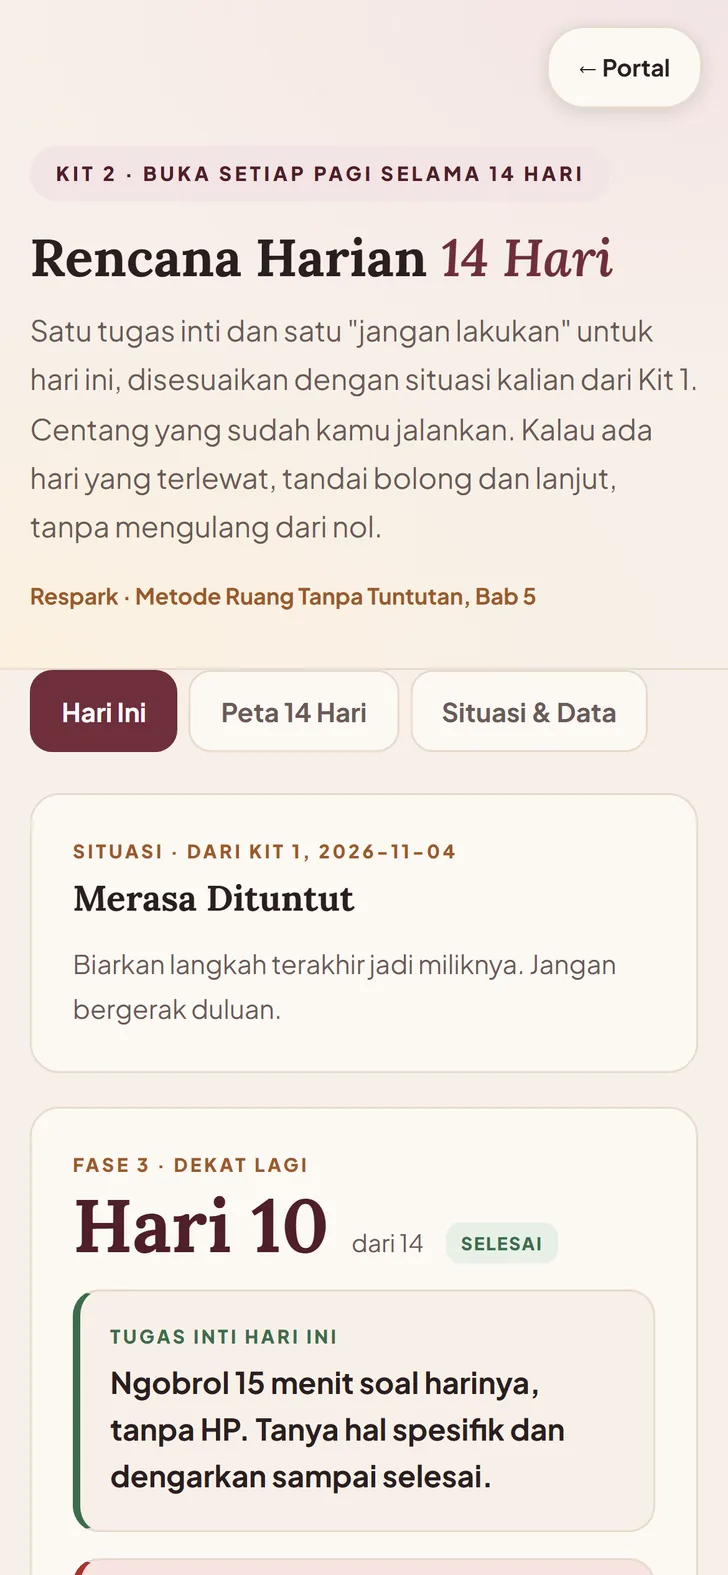 ← Portal
KIT 2 · BUKA SETIAP PAGI SELAMA 14 HARI
Rencana Harian 14 Hari
Satu tugas inti dan satu "jangan lakukan" untuk
hari ini, disesuaikan dengan situasi kalian dari Kit 1.
Centang yang sudah kamu jalankan. Kalau ada
hari yang terlewat, tandai bolong dan lanjut,
tanpa mengulang dari nol.
Respark · Metode Ruang Tanpa Tuntutan, Bab 5
Hari Ini
Peta 14 Hari
Situasi & Data
SITUASI · DARI KIT 1, 2026-11-04
Merasa Dituntut
Biarkan langkah terakhir jadi miliknya. Jangan
bergerak duluan.
FASE 3 · DEKAT LAGI
Hari 10 dari 14 SELESAI
TUGAS INTI HARI INI
Ngobrol 15 menit soal harinya,
tanpa HP. Tanya hal spesifik dan
dengarkan sampai selesai.